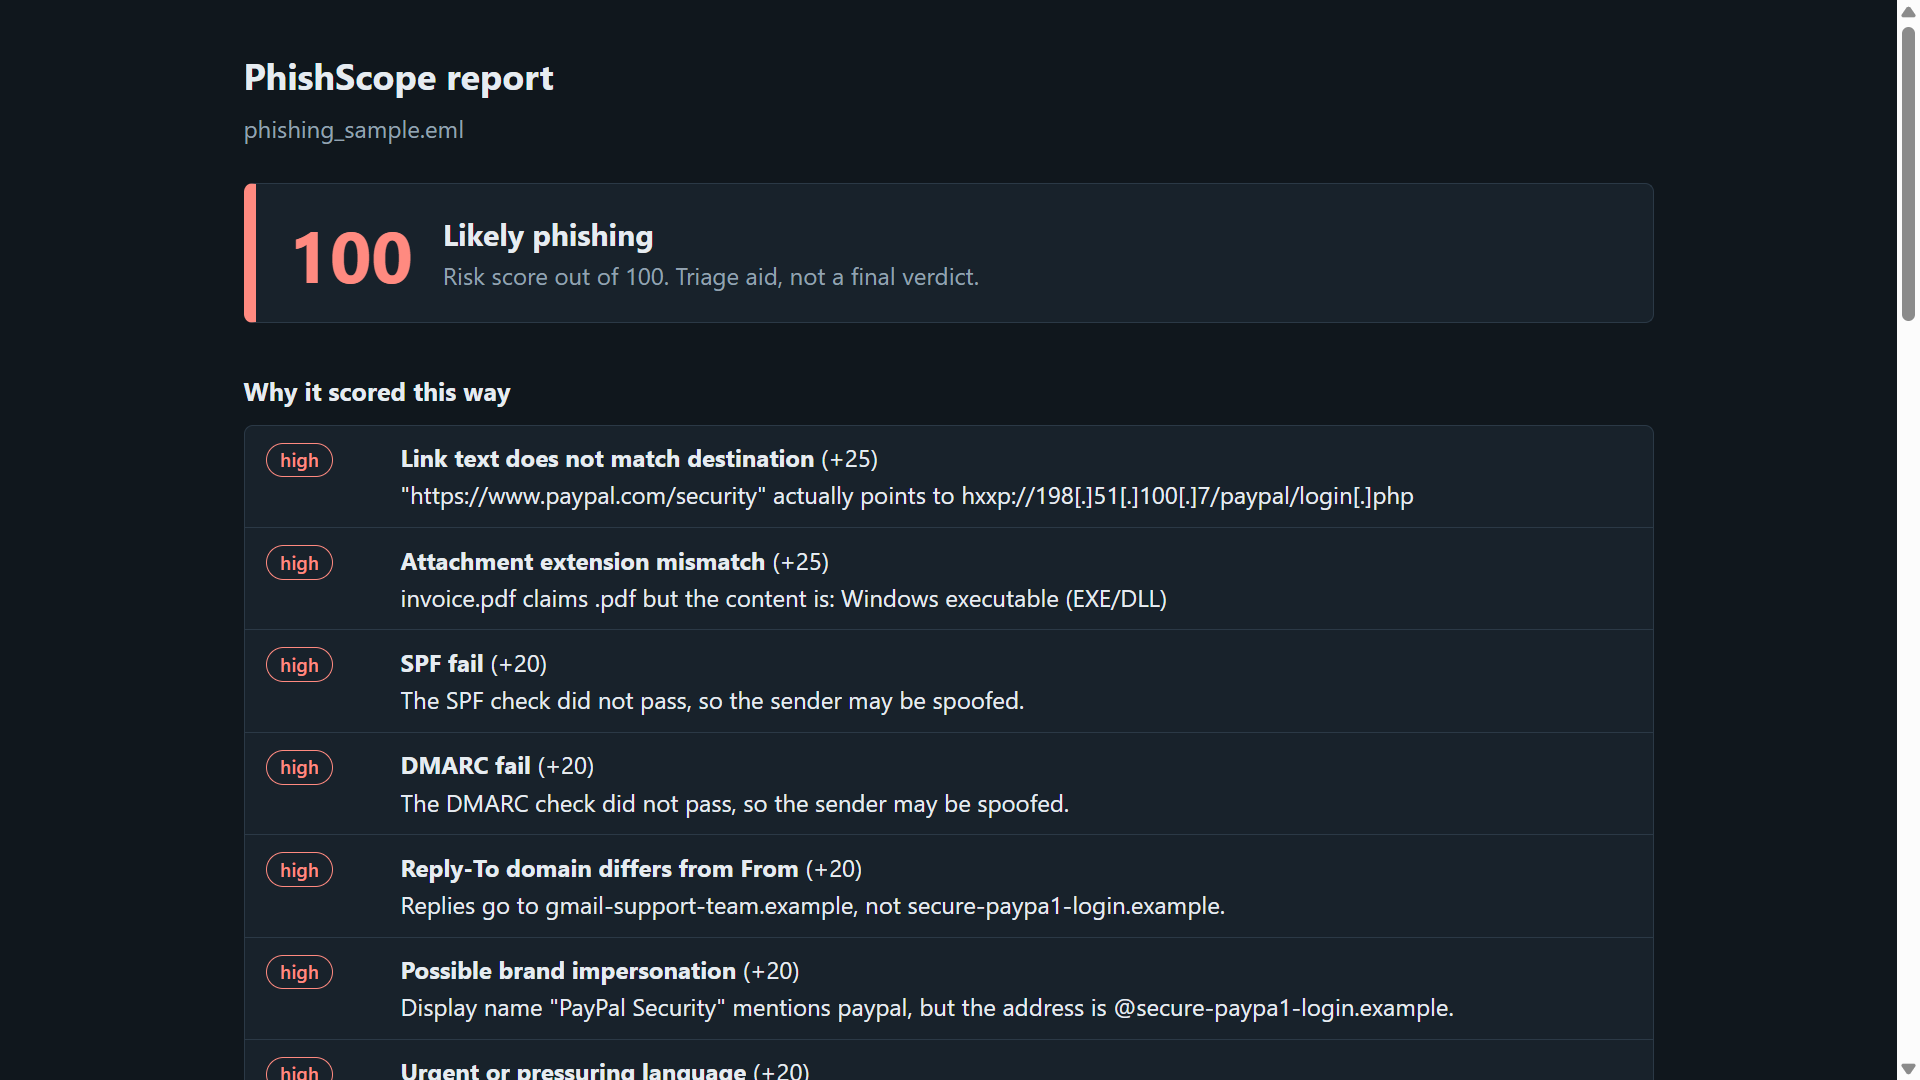 PhishScope report
phishing_sample.eml
100
Likely phishing
Risk score out of 100. Triage aid, not a final verdict.
Why it scored this way
high
Link text does not match destination (+25)
"https://www.paypal.com/security" actually points to hxxp://198[.]51[.]100[.]7/paypal/login[.]php
high
Attachment extension mismatch (+25)
invoice.pdf claims .pdf but the content is: Windows executable (EXE/DLL)
high
SPF fail (+20)
The SPF check did not pass, so the sender may be spoofed.
high
DMARC fail (+20)
The DMARC check did not pass, so the sender may be spoofed.
high
Reply-To domain differs from From (+20)
Replies go to gmail-support-team.example, not secure-paypa1-login.example.
high
Possible brand impersonation (+20)
Display name "PayPal Security" mentions paypal, but the address is @secure-paypa1-login.example.
high
Urgent or pressuring language (+20)